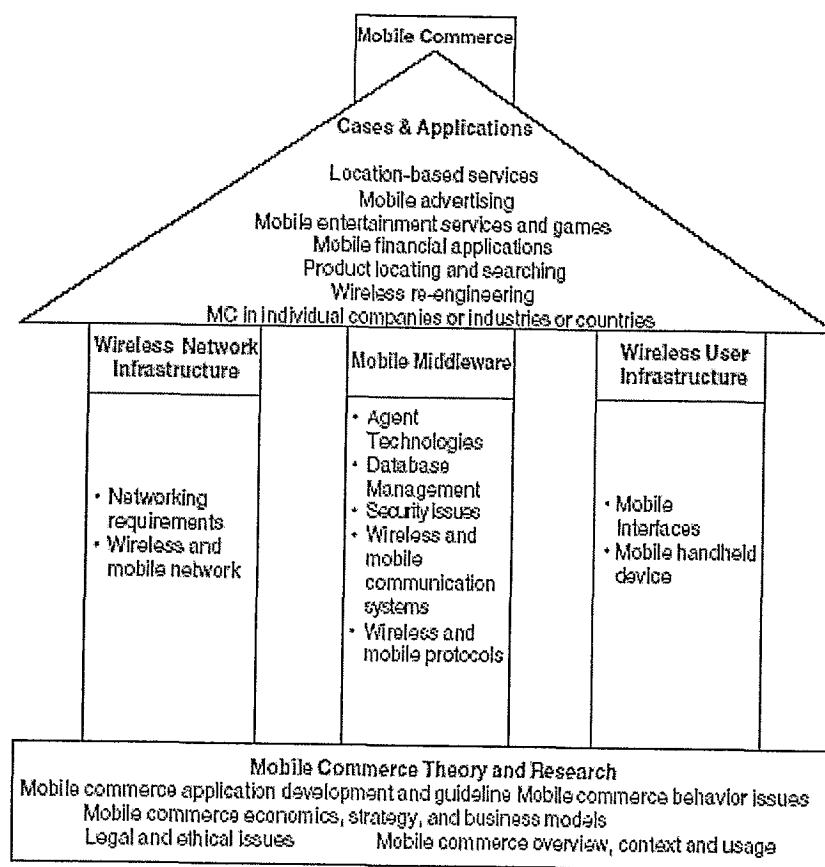 Mobile Commerce
Cases & Applications
Location-based services
Mobile advertising
Mobile entertainment services and games
Mobile financial applications
Product locating and searching
Wireless re-engineering
MC in individual companies or industries or countries
Wireless Network
Infrastructure
• Networking
requirements
• Wireless and
mobile network
Mobile Middleware
• Agent
Technologies
• Database
Management
• Security issues
• Wireless and
mobile
communication
systems
• Wireless and
mobile protocols
Wireless User
Infrastructure
• Mobile
Interfaces
• Mobile handheld
device
Mobile Commerce Theory and Research
Mobile commerce application development and guideline Mobile commerce behavior issues
Mobile commerce economics, strategy, and business models
Legal and ethical issues Mobile commerce overview, context and usage